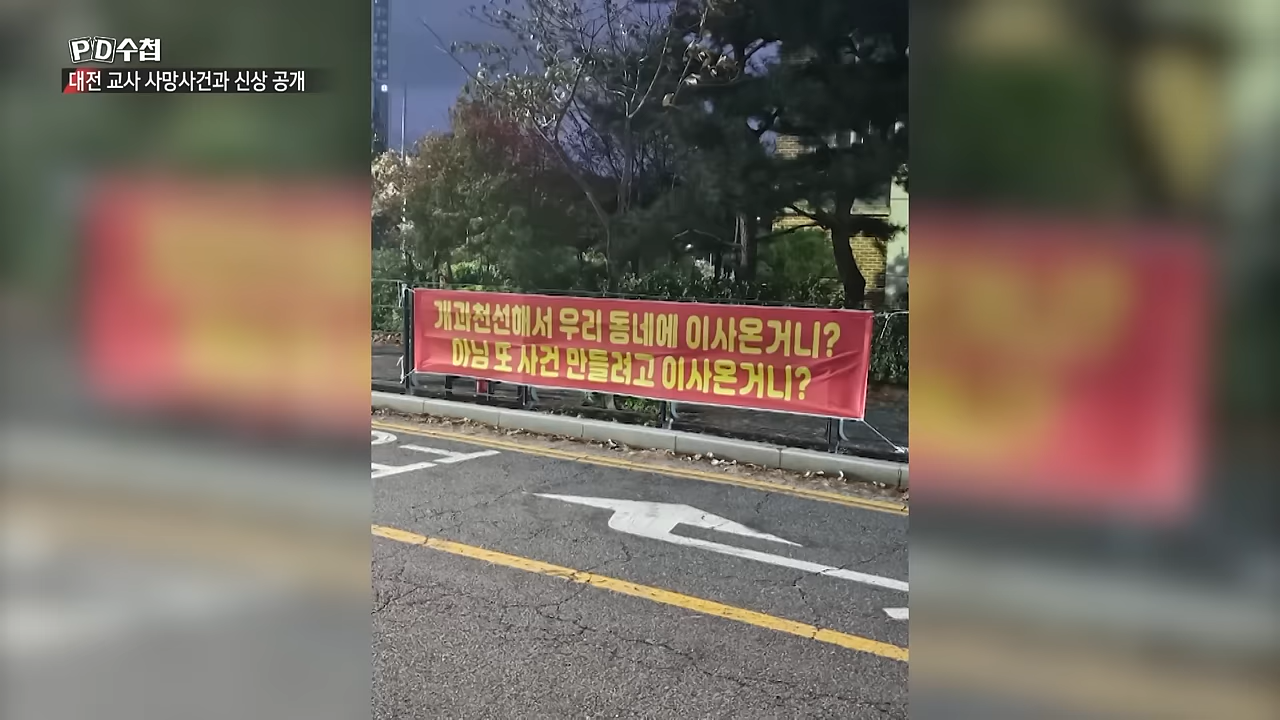 PD수첩
대전 교사 사망사건과 신상 공개
개과천선해서 우리 동네에 이사온거니?
아님 또 사건 만들려고 이사온거니?